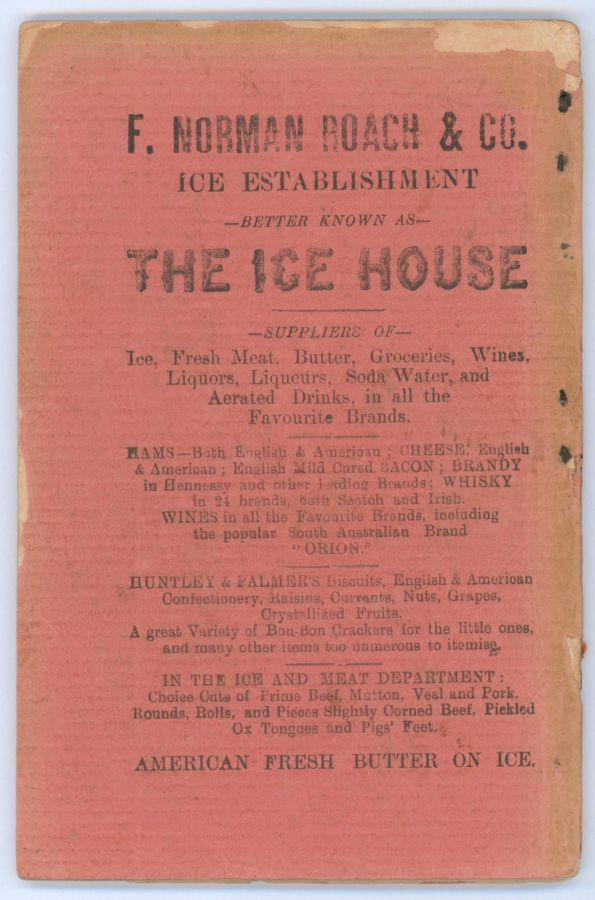 F. NORMAN ROACH & CO.
ICE ESTABLISHMENT
—BETTER KNOWN AS—
THE ICE HOUSE
—SUPPLIERS OF—
Ice, Fresh Meat, Butter, Groceries, Wines,
Liquors, Liqueurs, Soda Water, and
Aerated Drinks, in all the
Favourite Brands.
HAMS—Both English & American ; CHEESE, English
& American ; English Mild Cured BACON ; BRANDY
in Hennessy and other leading Brands; WHISKY
in 24 brands, both Scotch and Irish.
WINES in all the Favourite Brands, including
the popular South Australian Brand
"ORION."
HUNTLEY & PALMER'S Biscuits, English & American
Confectionery, Raisins, Currants, Nuts, Grapes,
Crystallized Fruits.
A great Variety of Bon-Bon Crackers for the little ones,
and many other items too numerous to itemise.
IN THE ICE AND MEAT DEPARTMENT :
Choice Cuts of Prime Beef, Mutton, Veal and Pork.
Rounds, Rolls, and Pieces Slightly Corned Beef, Pickled
Ox Tongues and Pigs' Feet.
AMERICAN FRESH BUTTER ON ICE.